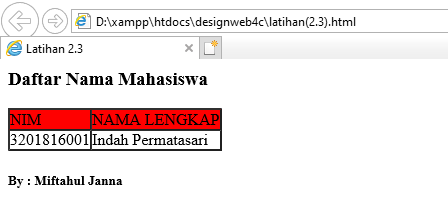 D:\xampp\htdocs\designweb4c\latihan(2.3).html
Latihan 2.3
Daftar Nama Mahasiswa
NIM NAMA LENGKAP
3201816001 Indah Permatasari
By : Miftahul Janna